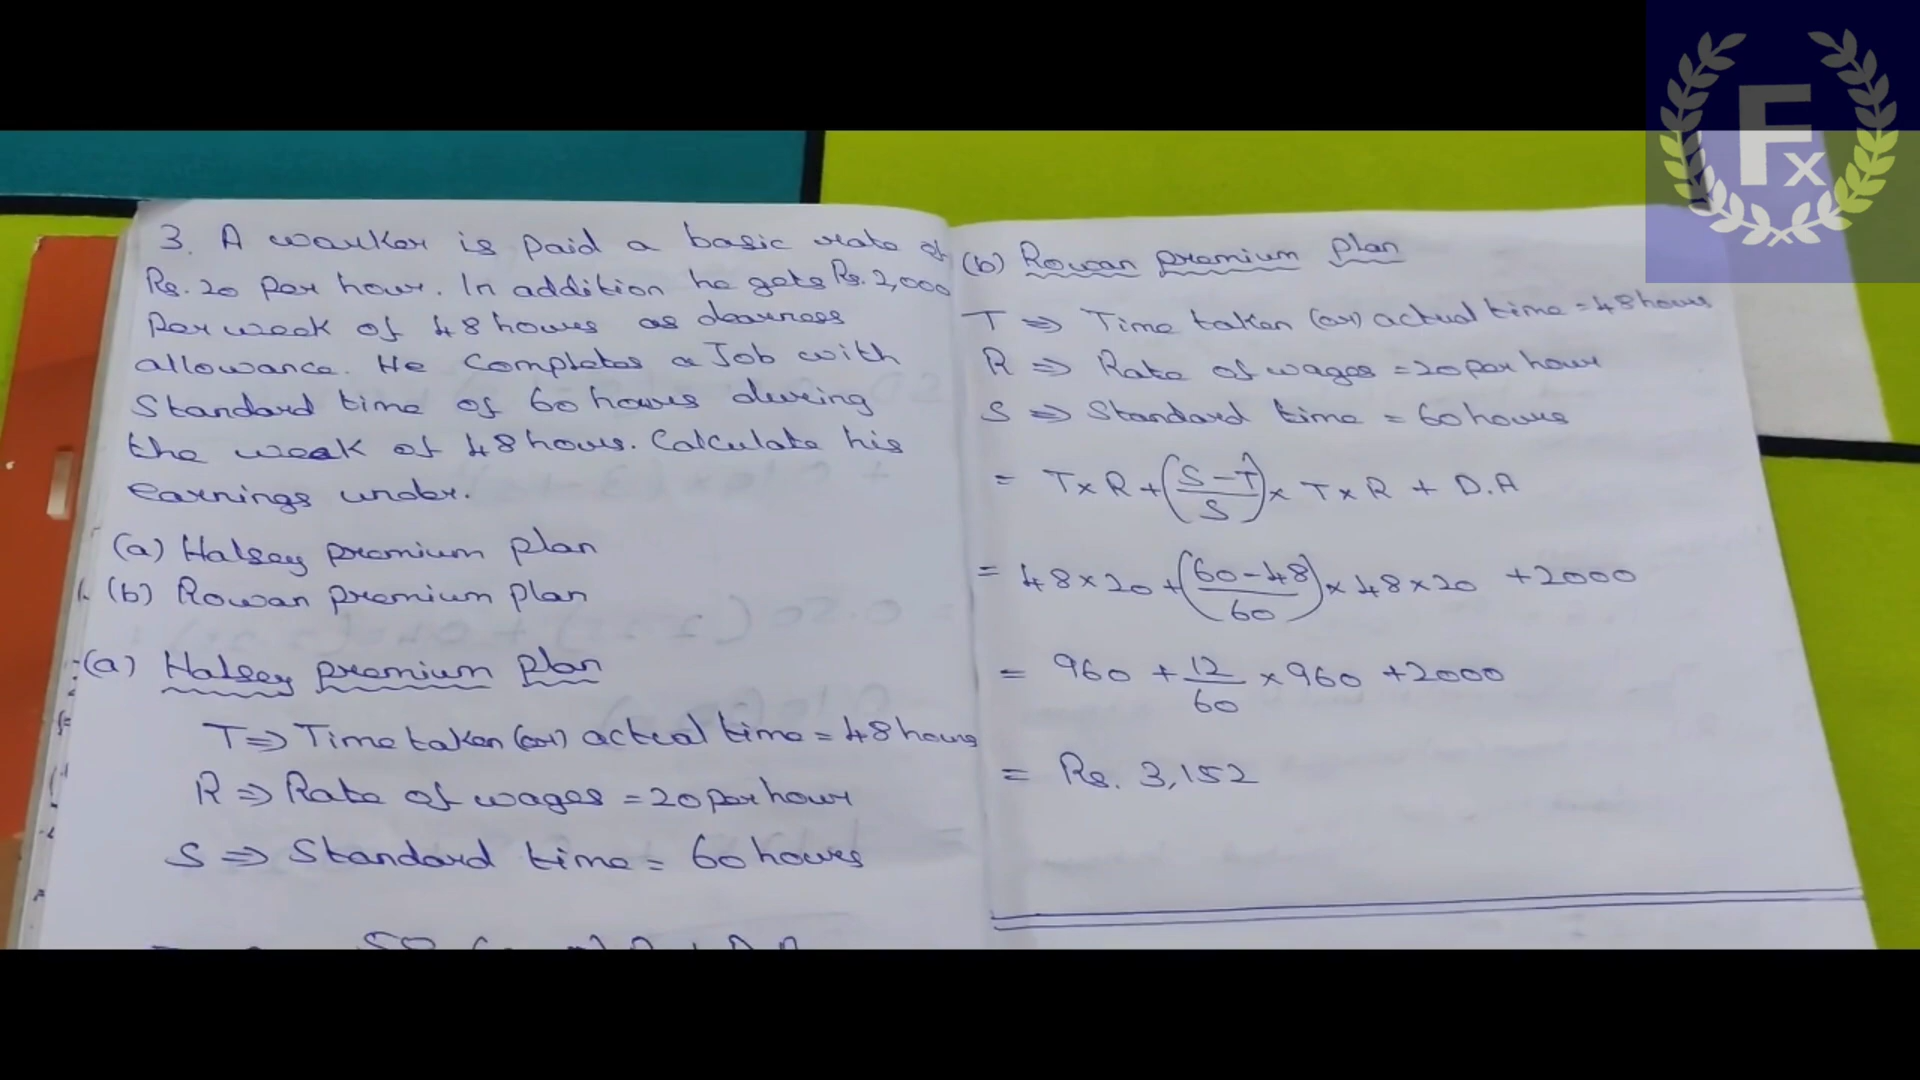 3. A worker is paid a basic rate of
Rs. 20 per hour. In addition he gets Rs. 2,000
Per week of 48 hours as dearness
allowance. He Completes a Job with
Standard time of 60 hours during
the week of 48 hours. Calculate his
earnings under.
(a) Halsey premium plan
(b) Rowan premium plan
(a) Halsey premium plan
T ⇒ Time taken (or) actual time = 48 hours
R ⇒ Rate of wages = 20 per hour
S ⇒ Standard time = 60 hours
(b) Rowan premium plan
T ⇒ Time taken (or) actual time = 48 hours
R ⇒ Rate of wages = 20 per hour
S ⇒ Standard time = 60 hours
= T × R + (S - T / S) × T × R + D.A
= 48 × 20 + (60 - 48 / 60) × 48 × 20 + 2000
= 960 + 12/60 × 960 + 2000
= Rs. 3,152
Fx